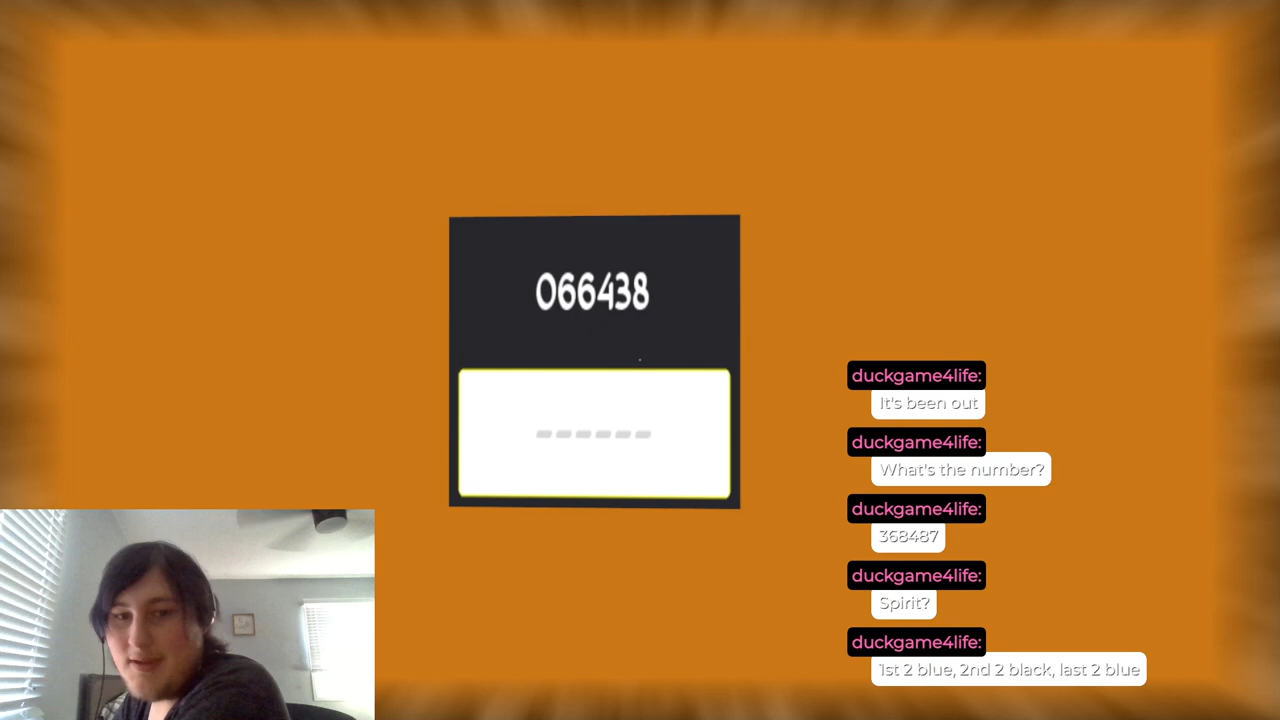 066438
duckgame4life:
It's been out
duckgame4life:
What's the number?
duckgame4life:
368487
duckgame4life:
Spirit?
duckgame4life:
1st 2 blue, 2nd 2 black, last 2 blue